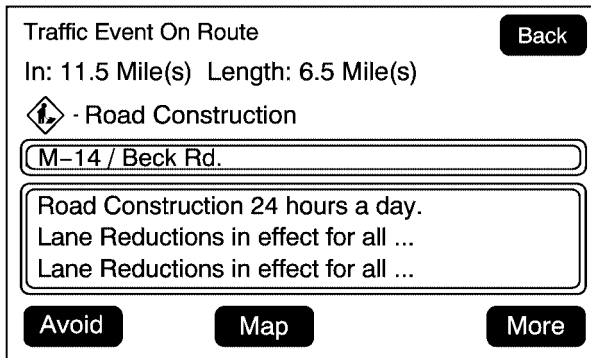 Traffic Event On Route
Back
In: 11.5 Mile(s) Length: 6.5 Mile(s)
- Road Construction
M–14 / Beck Rd.
Road Construction 24 hours a day.
Lane Reductions in effect for all ...
Lane Reductions in effect for all ...
Avoid Map More